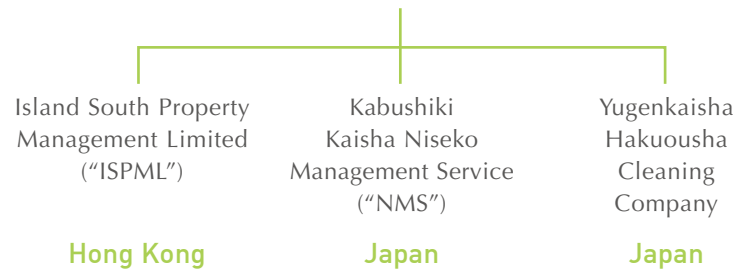 Island South Property
Management Limited
(“ISPML”)
Hong Kong
Kabushiki
Kaisha Niseko
Management Service
(“NMS”)
Japan
Yugenkaisha
Hakuousha
Cleaning
Company
Japan